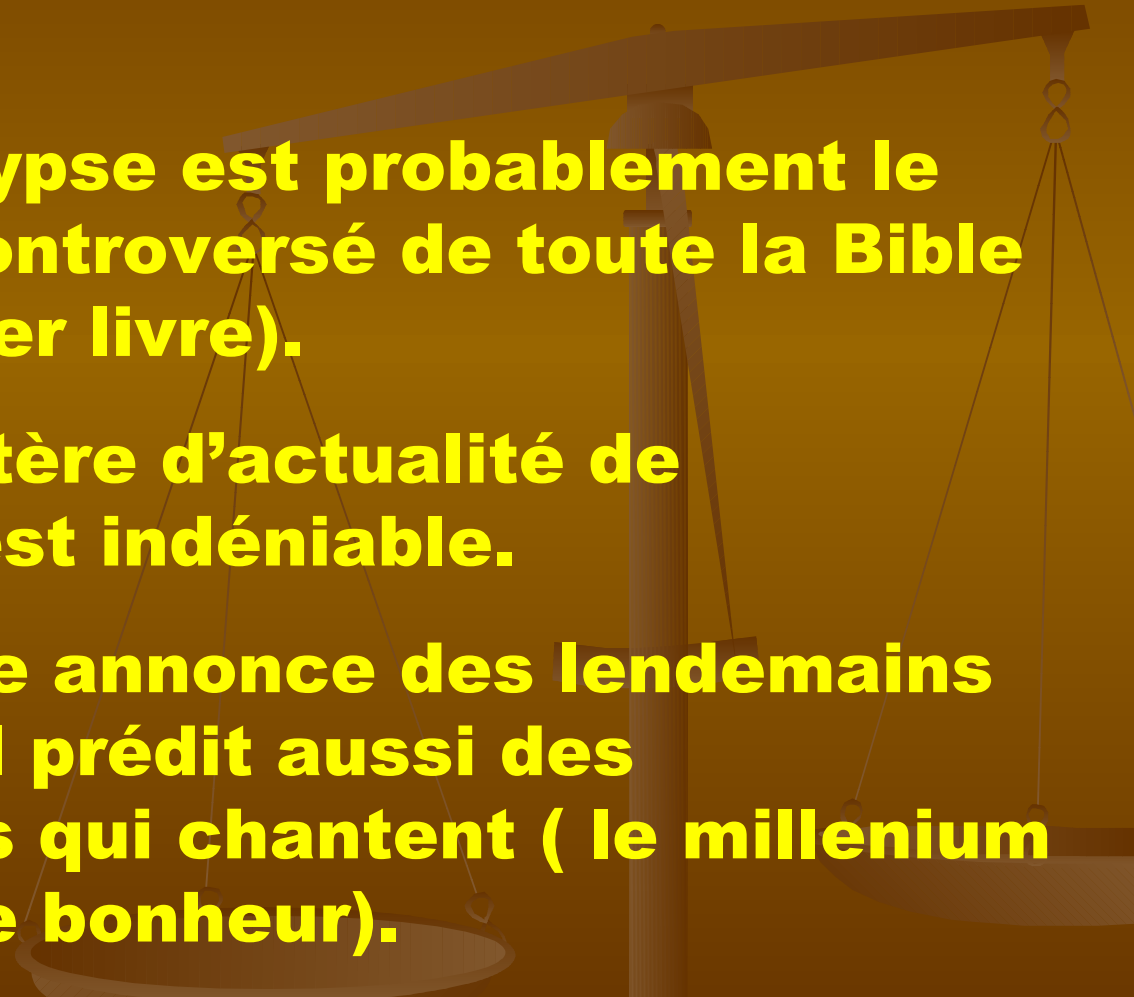 ypse est probablement le
ontroversé de toute la Bible
er livre).
tère d’actualité de
est indéniable.
e annonce des lendemains
l prédit aussi des
s qui chantent ( le millenium
e bonheur).